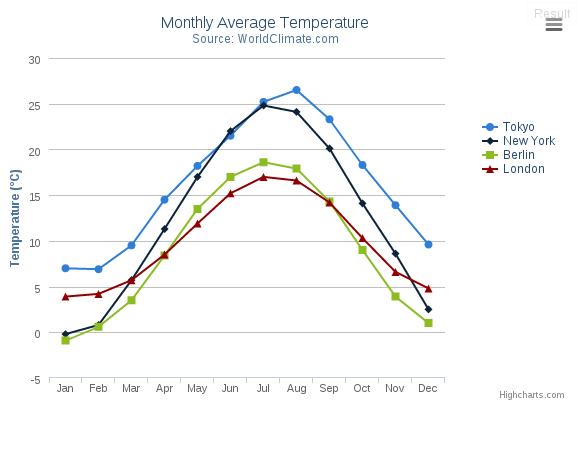 Result
Monthly Average Temperature
Source: WorldClimate.com
Temperature (°C)
30
25
20
15
10
5
0
-5
Jan Feb Mar Apr May Jun Jul Aug Sep Oct Nov Dec
Tokyo
New York
Berlin
London
Highcharts.com